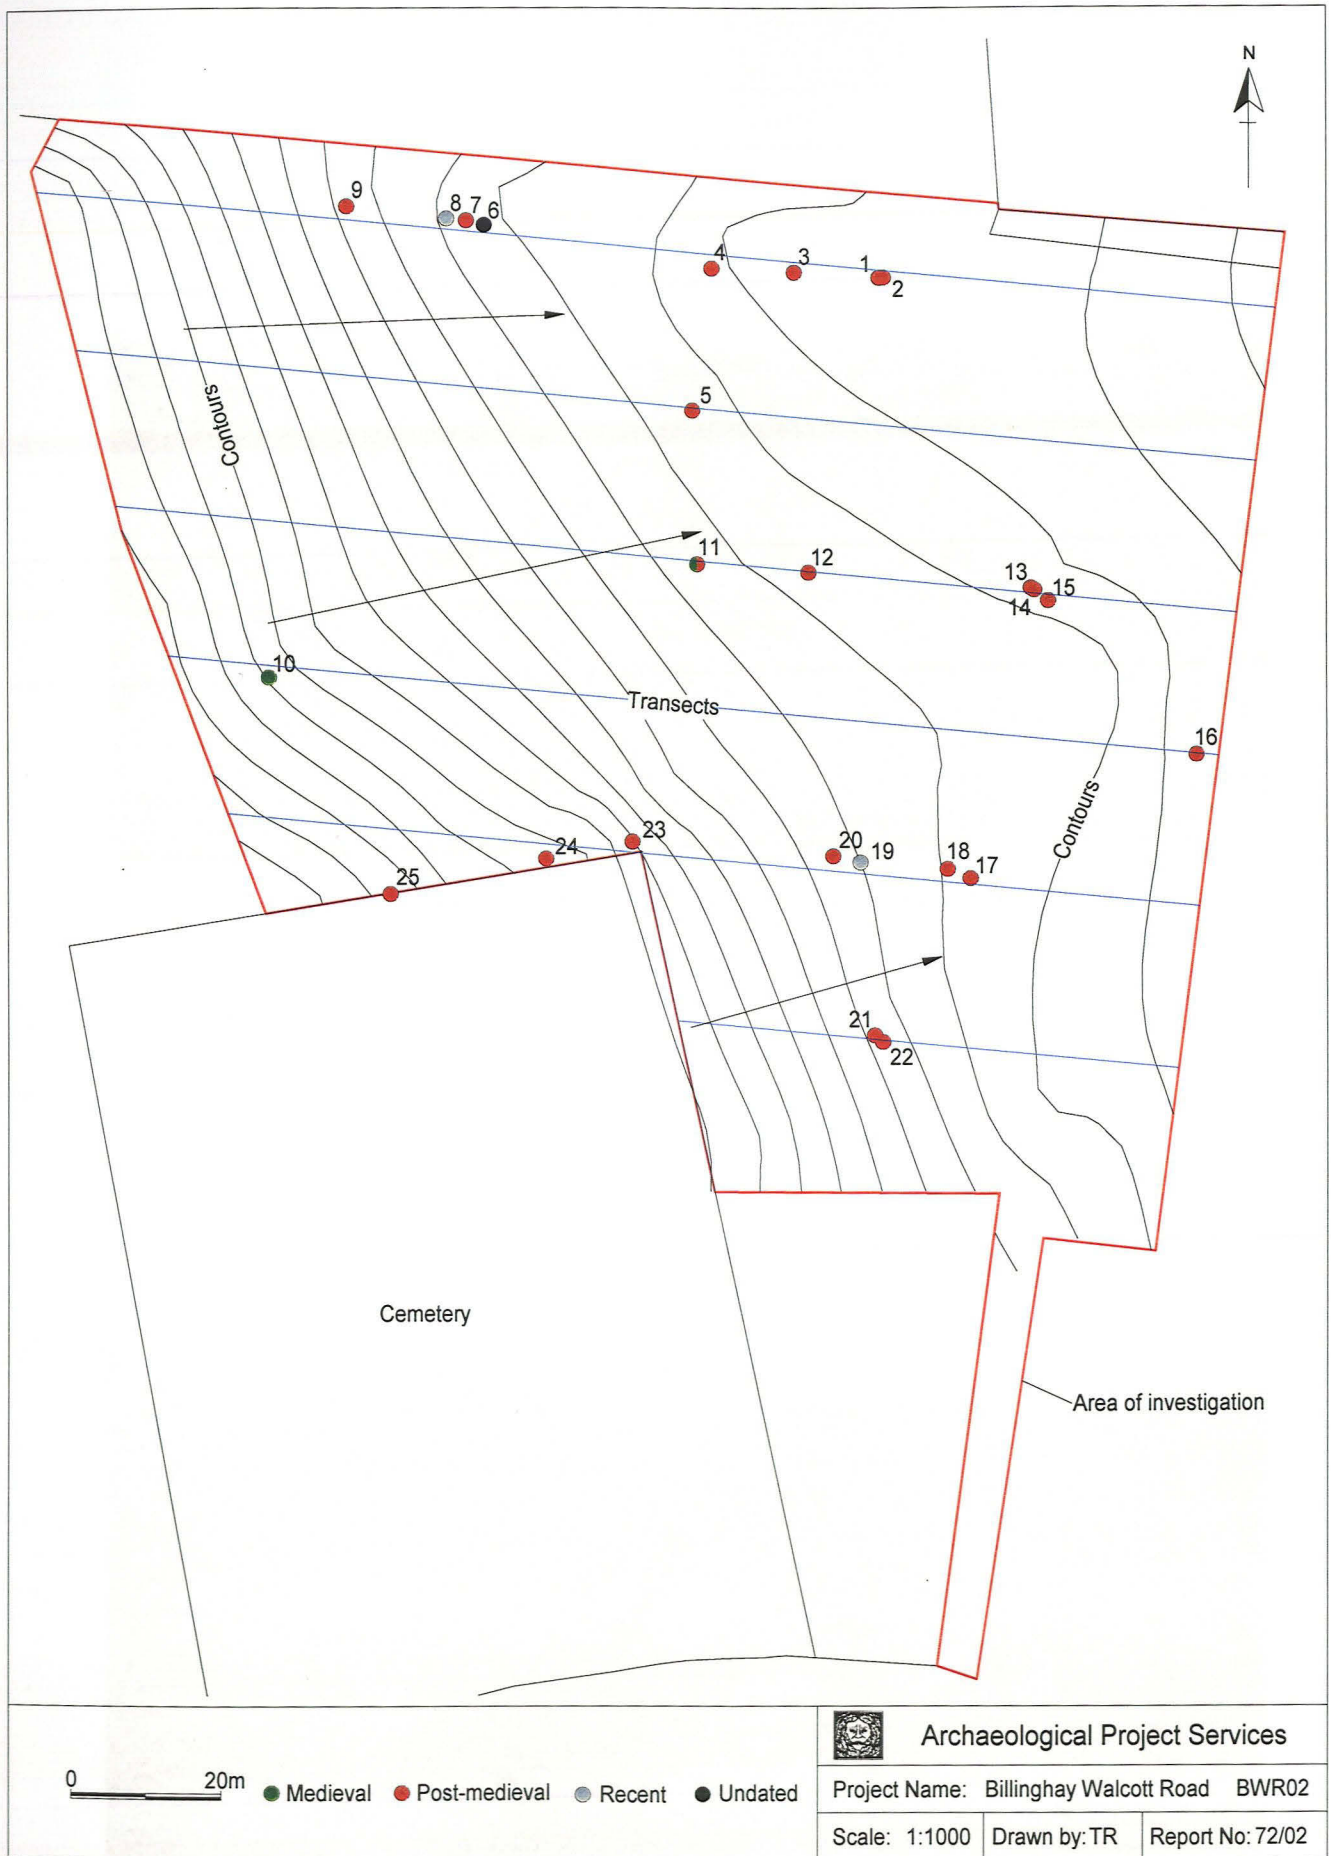 N
9
8 7 6
4
3
1
2
Contours
5
11
12
13
15
14
10
Transects
16
Contours
23
24
25
20 19
18
17
21
22
Cemetery
Area of investigation
0 20m
Medieval
Post-medieval
Recent
Undated
Archaeological Project Services
Project Name: Billinghay Walcott Road BWR02
Scale: 1:1000
Drawn by: TR
Report No: 72/02